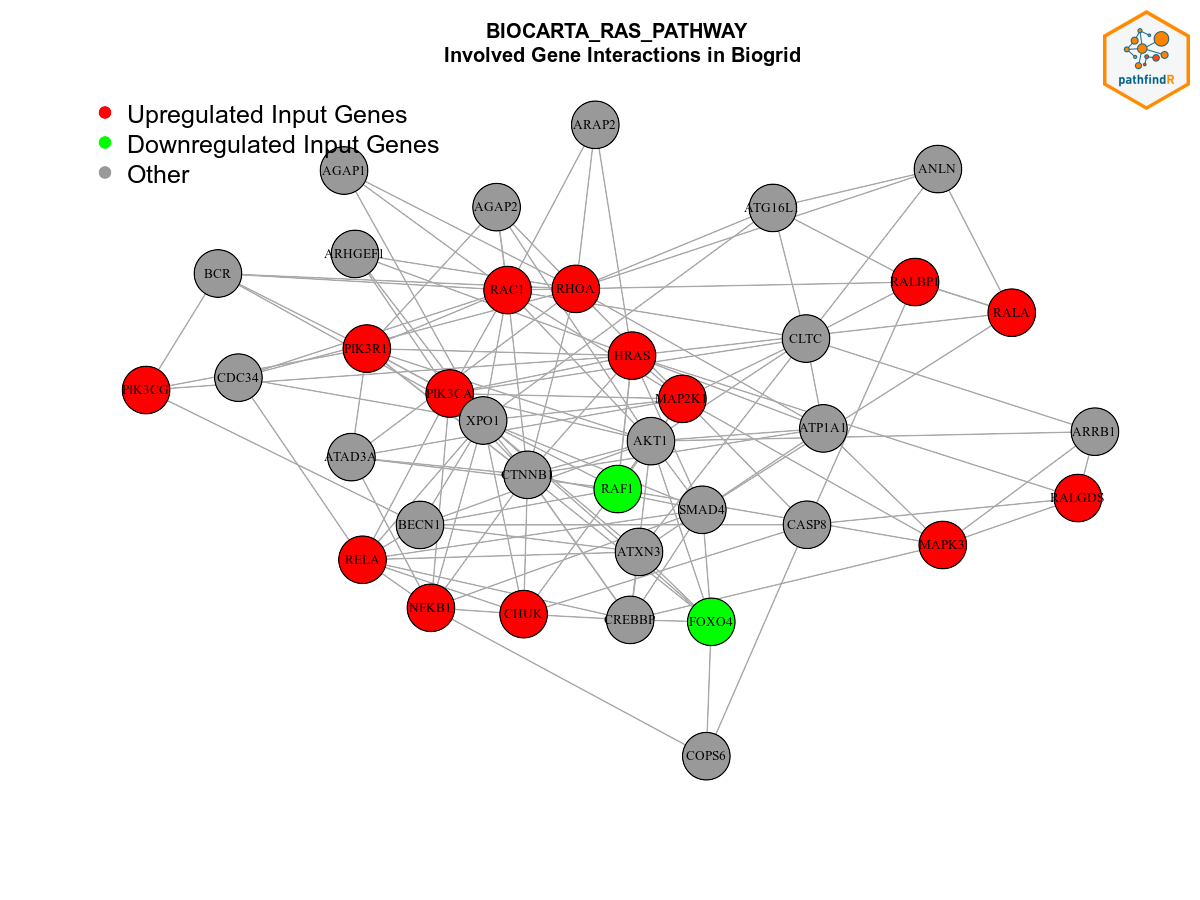 BIOCARTA_RAS_PATHWAY
Involved Gene Interactions in Biogrid
pathfindR
Upregulated Input Genes
Downregulated Input Genes
Other
ARAP2
AGAP1
ANLN
AGAP2
ATG16L
ARHGEF1
BCR
RAC1
RHOA
RALBP1
RALA
PIK3R1
CLTC
HRAS
CDC34
PIK3CG
PIK3CA
MAP2K1
XPO1
ATP1A1
ARRB1
AKT1
ATAD3A
CTNNB1
RAF1
RALGDS
SMAD4
BECN1
CASP8
MAPK3
ATXN3
RELA
NFKB1
CHUK
CREBBP
FOXO4
COPS6